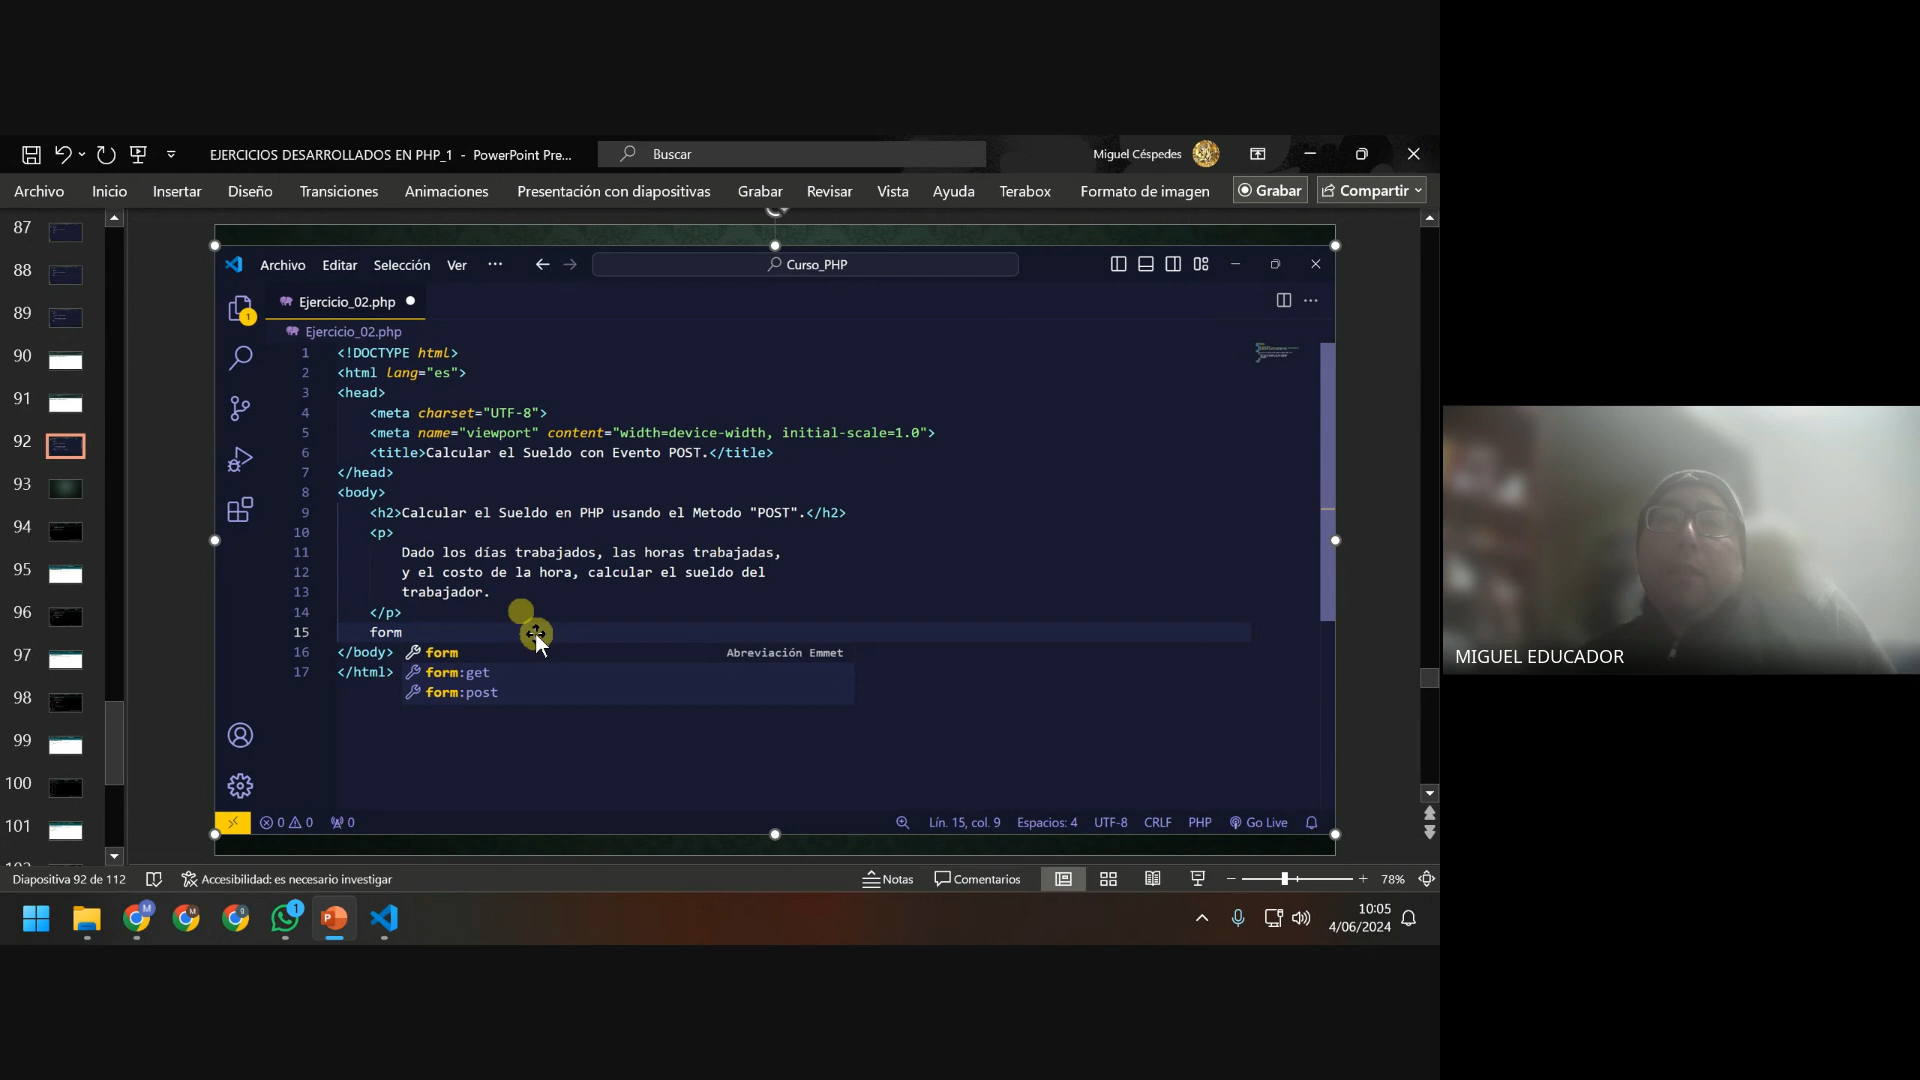 EJERCICIOS DESARROLLADOS EN PHP_1 - PowerPoint Pre...
Buscar
Miguel Céspedes
Archivo Inicio Insertar Diseño Transiciones Animaciones Presentación con diapositivas Grabar Revisar Vista Ayuda Terabox Formato de imagen Grabar Compartir
87
88
89
90
91
92
93
94
95
96
97
98
99
100
101
Archivo Editar Selección Ver ... Curso_PHP
Ejercicio_02.php
Ejercicio_02.php
1 <!DOCTYPE html>
2 <html lang="es">
3 <head>
4 <meta charset="UTF-8">
5 <meta name="viewport" content="width=device-width, initial-scale=1.0">
6 <title>Calcular el Sueldo con Evento POST.</title>
7 </head>
8 <body>
9 <h2>Calcular el Sueldo en PHP usando el Metodo "POST".</h2>
10 <p>
11 Dado los días trabajados, las horas trabajadas,
12 y el costo de la hora, calcular el sueldo del
13 trabajador.
14 </p>
15 form
16 </body> form Abreviación Emmet
17 </html> form:get
form:post
1
0 0 0 Lín. 15, col. 9 Espacios: 4 UTF-8 CRLF PHP Go Live
Diapositiva 92 de 112 Accesibilidad: es necesario investigar Notas Comentarios 78%
10:05
4/06/2024
MIGUEL EDUCADOR